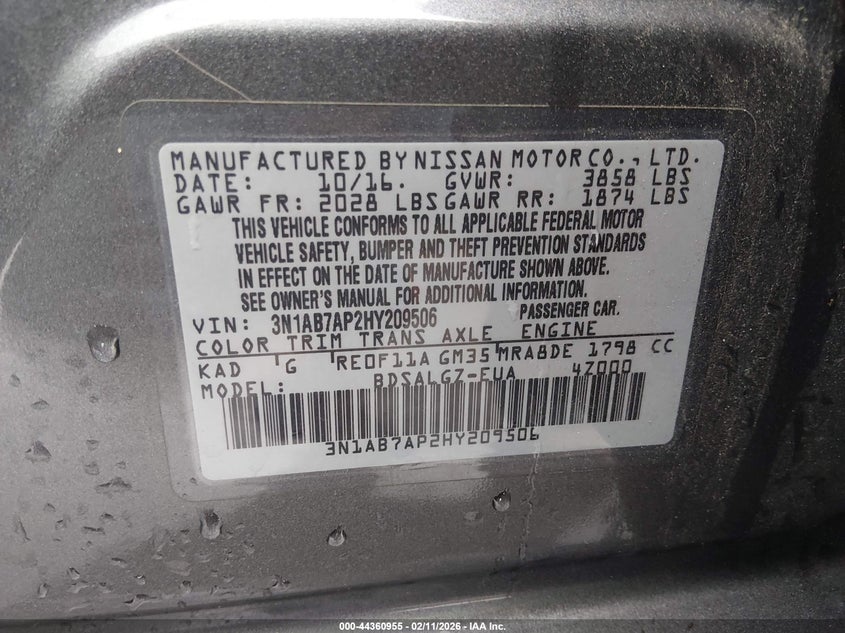 MANUFACTURED BY NISSAN MOTOR CO., LTD.
DATE: 10/16. GVWR: 3858 LBS
GAWR FR: 2028 LBS GAWR RR: 1874 LBS
THIS VEHICLE CONFORMS TO ALL APPLICABLE FEDERAL MOTOR
VEHICLE SAFETY, BUMPER AND THEFT PREVENTION STANDARDS
IN EFFECT ON THE DATE OF MANUFACTURE SHOWN ABOVE.
SEE OWNER'S MANUAL FOR ADDITIONAL INFORMATION.
VIN: 3N1AB7AP2HY209506 PASSENGER CAR.
COLOR TRIM TRANS AXLE ENGINE
KAD G RE0F11A GM35 MRA8DE 1798 CC
MODEL: BDSALGZ-EUA 4Z000
3N1AB7AP2HY209506
000-44360955 - 02/11/2026 - IAA Inc.